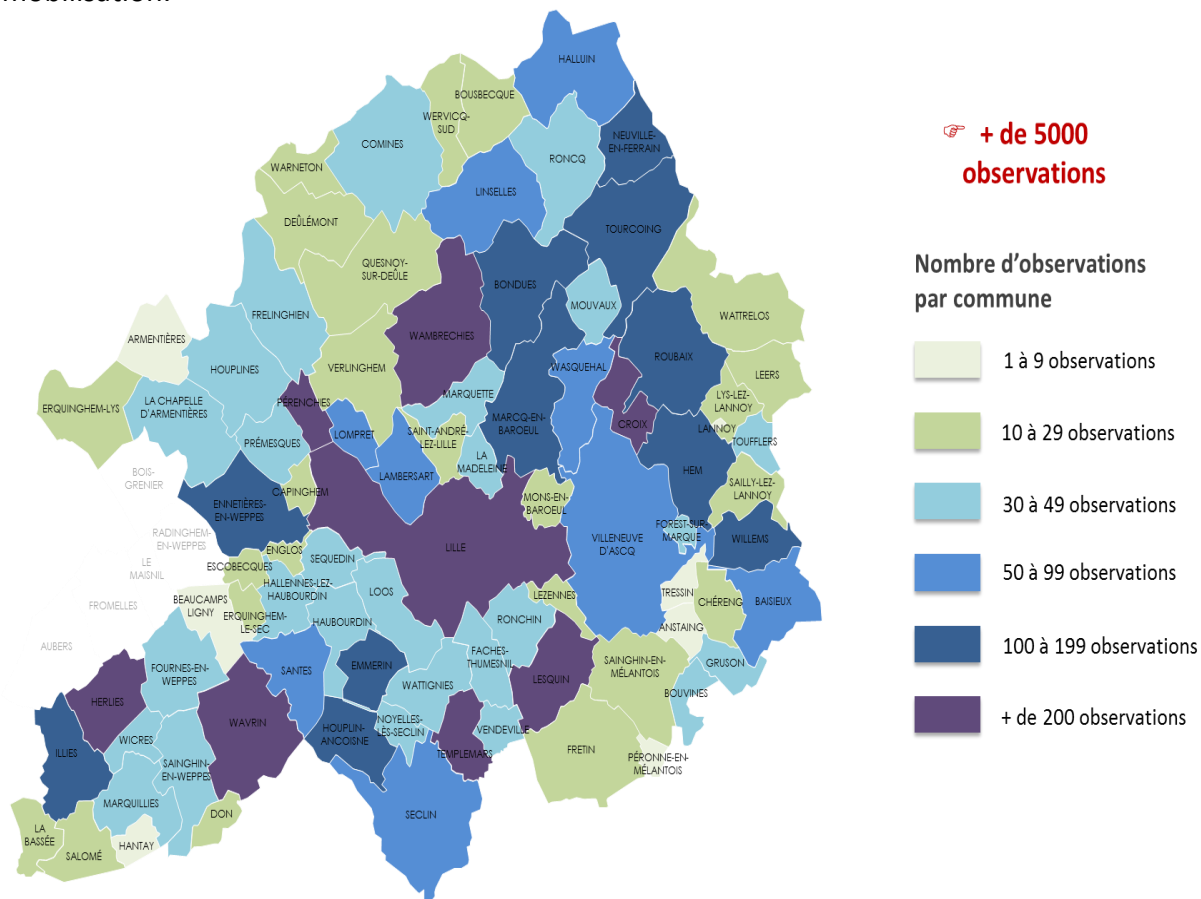 mobilisation.
HALLUIN
BOUSBECQUE
WERVICQ-
SUD
COMINES
NEUVILLE-
EN-FERRAIN
RONCQ
WARNETON
LINSELLES
DEÛLÉMONT
TOURCOING
QUESNOY-
SUR-DEÛLE
BONDUES
MOUVAUX
FRELINGHIEN
WATTRELOS
ARMENTIÈRES
WAMBRECHIES
ROUBAIX
HOUPLINES
VERLINGHEM
WASQUEHAL
LEERS
MARQUETTE
ERQUINGHEM-LYS
LA CHAPELLE
D'ARMENTIÈRES
PÉRENCHIES
LYS-LEZ-
LANNOY
MARCQ-EN-
BAROEUL
CROIX
LANNOY
SAINT-ANDRÉ-
LEZ-LILLE
LOMPRET
PRÉMESQUES
TOUFFLERS
LA
MADELEINE
HEM
BOIS-
GRENIER
LAMBERSART
CAPINGHEM
SAILLY-LEZ-
LANNOY
MONS-EN-
BAROEUL
ENNETIÈRES-
EN-WEPPES
RADINGHEM-
EN-WEPPES
FOREST-SUR-
MARQUE
WILLEMS
VILLENEUVE
D'ASCQ
LILLE
ENGLOS
SEQUEDIN
LE
MAISNIL
ESCOBECQUES
HALLENNES-LEZ-
HAUBOURDIN
LOOS
TRESSIN
CHÉRENG
BAISIEUX
BEAUCAMPS
LIGNY
LEZENNES
FROMELLES
ERQUINGHEM-
LE-SEC
HAUBOURDIN
RONCHIN
ANSTAING
AUBERS
FACHES-
THUMESNIL
GRUSON
FOURNES-EN-
WEPPES
SANTES
EMMERIN
SAINGHIN-EN-
MÉLANTOIS
LESQUIN
WATTIGNIES
BOUVINES
HERLIES
WAVRIN
NOYELLES-
LÈS-SECLIN
VENDEVILLE
HOUPLIN-
ANCOISNE
WICRES
ILLIES
TEMPLEMARS
FRETIN
PÉRONNE-EN-
MÉLANTOIS
SAINGHIN-
EN-WEPPES
MARQUILLIES
DON
SECLIN
LA
BASSÉE
HANTAY
SALOMÉ
☞ + de 5000
observations
Nombre d'observations
par commune
1 à 9 observations
10 à 29 observations
30 à 49 observations
50 à 99 observations
100 à 199 observations
+ de 200 observations